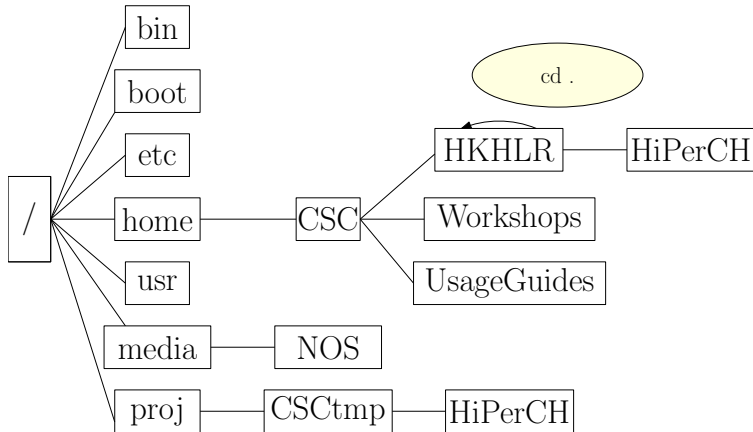 bin
boot
cd .
etc
HKHLR
HiPerCH
/
home
CSC
Workshops
usr
UsageGuides
media
NOS
proj
CSCtmp
HiPerCH